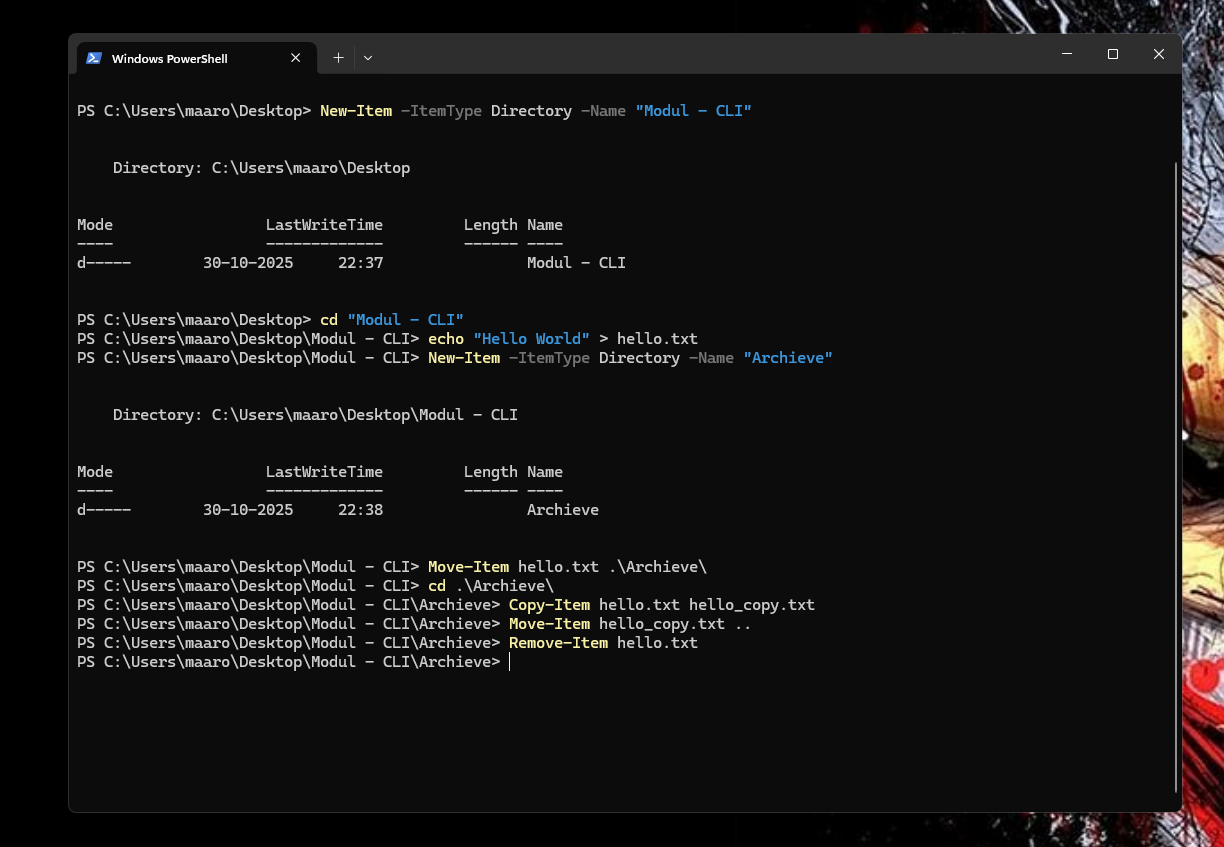 Windows PowerShell
PS C:\Users\maaro\Desktop> New-Item -ItemType Directory -Name "Modul - CLI"
Directory: C:\Users\maaro\Desktop
Mode LastWriteTime Length Name
---- ------------- ------ ----
d----- 30-10-2025 22:37 Modul - CLI
PS C:\Users\maaro\Desktop> cd "Modul - CLI"
PS C:\Users\maaro\Desktop\Modul - CLI> echo "Hello World" > hello.txt
PS C:\Users\maaro\Desktop\Modul - CLI> New-Item -ItemType Directory -Name "Archieve"
Directory: C:\Users\maaro\Desktop\Modul - CLI
Mode LastWriteTime Length Name
---- ------------- ------ ----
d----- 30-10-2025 22:38 Archieve
PS C:\Users\maaro\Desktop\Modul - CLI> Move-Item hello.txt .\Archieve\
PS C:\Users\maaro\Desktop\Modul - CLI> cd .\Archieve\
PS C:\Users\maaro\Desktop\Modul - CLI\Archieve> Copy-Item hello.txt hello_copy.txt
PS C:\Users\maaro\Desktop\Modul - CLI\Archieve> Move-Item hello_copy.txt ..
PS C:\Users\maaro\Desktop\Modul - CLI\Archieve> Remove-Item hello.txt
PS C:\Users\maaro\Desktop\Modul - CLI\Archieve>